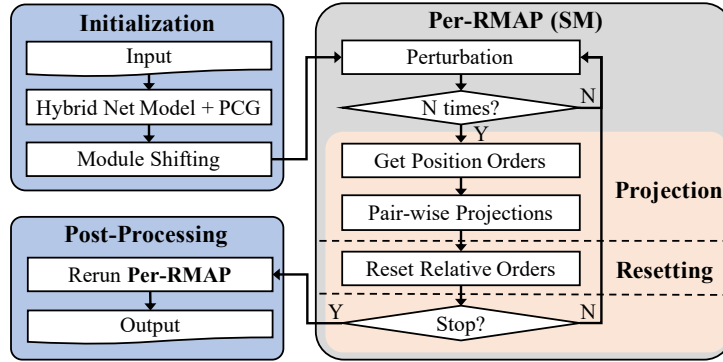 Initialization
Input
Hybrid Net Model + PCG
Module Shifting
Per-RMAP (SM)
Perturbation
N times?
N
Y
Get Position Orders
Pair-wise Projections
Projection
Reset Relative Orders
Resetting
Stop?
Y
N
Post-Processing
Rerun Per-RMAP
Output